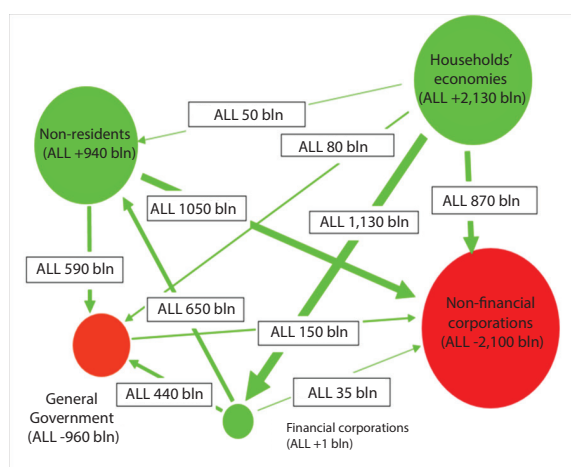 Households'
economies
(ALL +2,130 bln)
ALL 50 bln
Non-residents
(ALL +940 bln)
ALL 80 bln
ALL 1050 bln
ALL 1,130 bln
ALL 870 bln
ALL 590 bln
ALL 650 bln
Non-financial
corporations
(ALL -2,100 bln)
ALL 150 bln
General
Government
(ALL -960 bln)
ALL 440 bln
ALL 35 bln
Financial corporations
(ALL +1 bln)